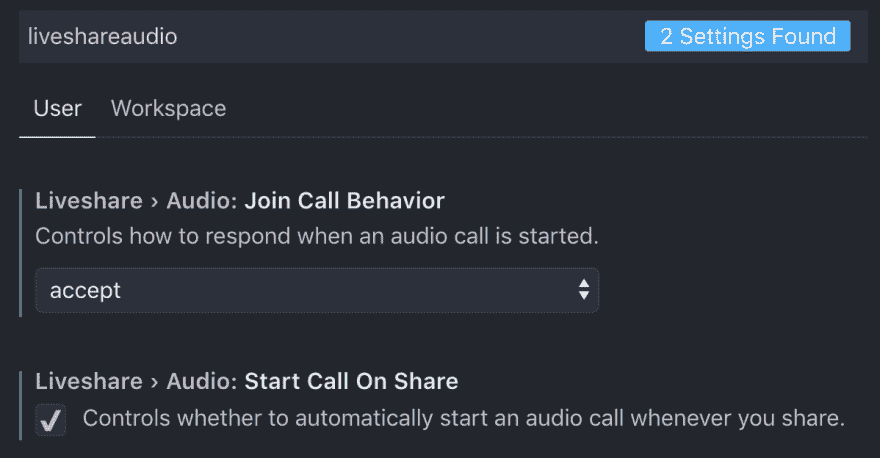 liveshareaudio 2 Settings Found
User Workspace
Liveshare › Audio: Join Call Behavior
Controls how to respond when an audio call is started.
accept
Liveshare › Audio: Start Call On Share
Controls whether to automatically start an audio call whenever you share.